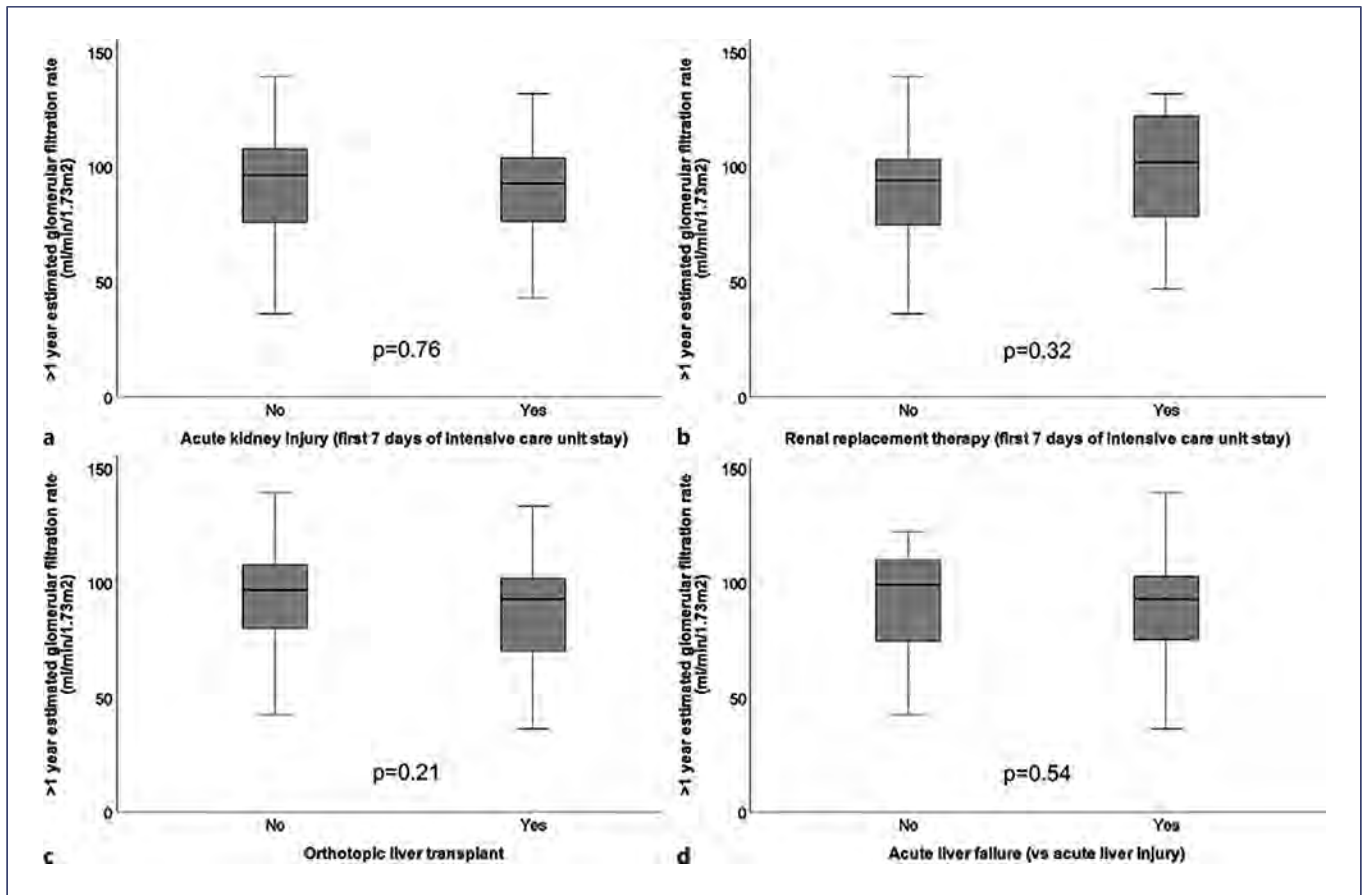 >1 year estimated glomerular filtration rate
(ml/min/1.73m2)
150
100
50
0
p=0.76
No
Yes
a
Acute kidney injury (first 7 days of intensive care unit stay)
>1 year estimated glomerular filtration rate
(ml/min/1.73m2)
150
100
50
0
p=0.32
No
Yes
b
Renal replacement therapy (first 7 days of intensive care unit stay)
>1 year estimated glomerular filtration rate
(ml/min/1.73m2)
150
100
50
0
p=0.21
No
Yes
c
Orthotopic liver transplant
>1 year estimated glomerular filtration rate
(ml/min/1.73m2)
150
100
50
0
p=0.54
No
Yes
d
Acute liver failure (vs acute liver injury)